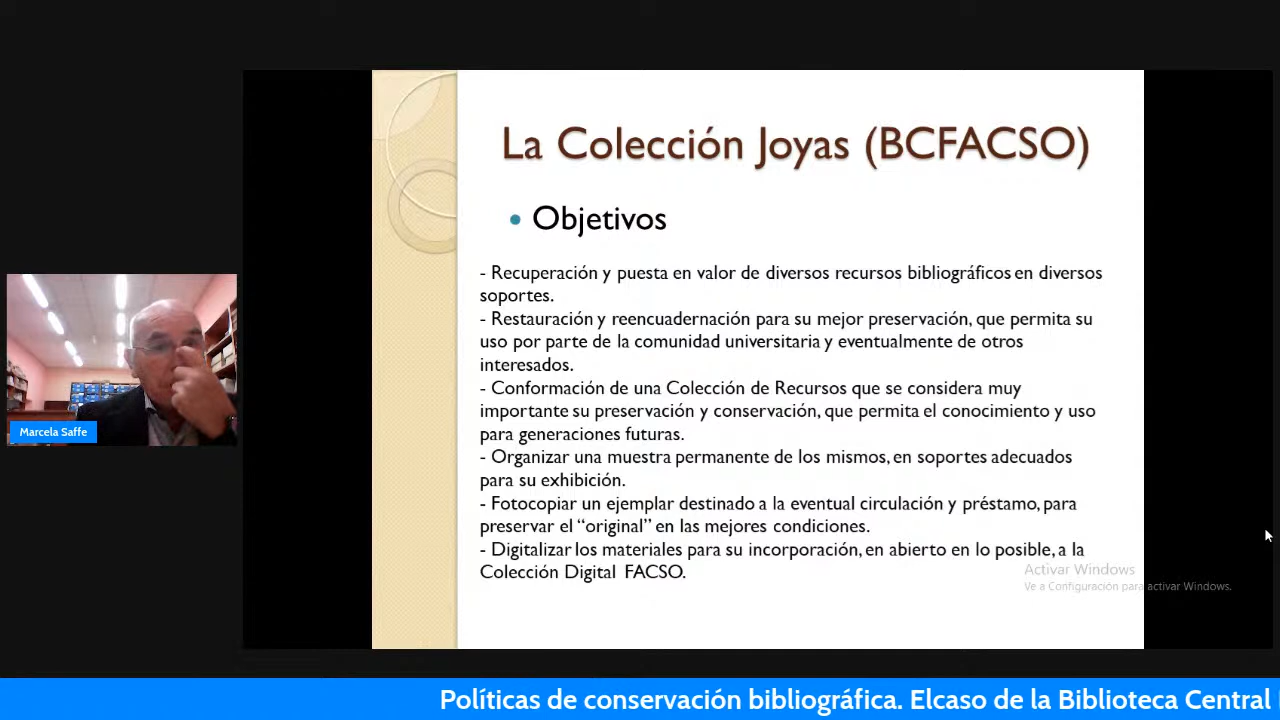 La Colección Joyas (BCFACSO)
• Objetivos
- Recuperación y puesta en valor de diversos recursos bibliográficos en diversos
soportes.
- Restauración y reencuadernación para su mejor preservación, que permita su
uso por parte de la comunidad universitaria y eventualmente de otros
interesados.
- Conformación de una Colección de Recursos que se considera muy
importante su preservación y conservación, que permita el conocimiento y uso
para generaciones futuras.
- Organizar una muestra permanente de los mismos, en soportes adecuados
para su exhibición.
- Fotocopiar un ejemplar destinado a la eventual circulación y préstamo, para
preservar el “original” en las mejores condiciones.
- Digitalizar los materiales para su incorporación, en abierto en lo posible, a la
Colección Digital FACSO.
Marcela Saffe
Activar Windows
Ve a Configuración para activar Windows.
Políticas de conservación bibliográfica. Elcaso de la Biblioteca Central